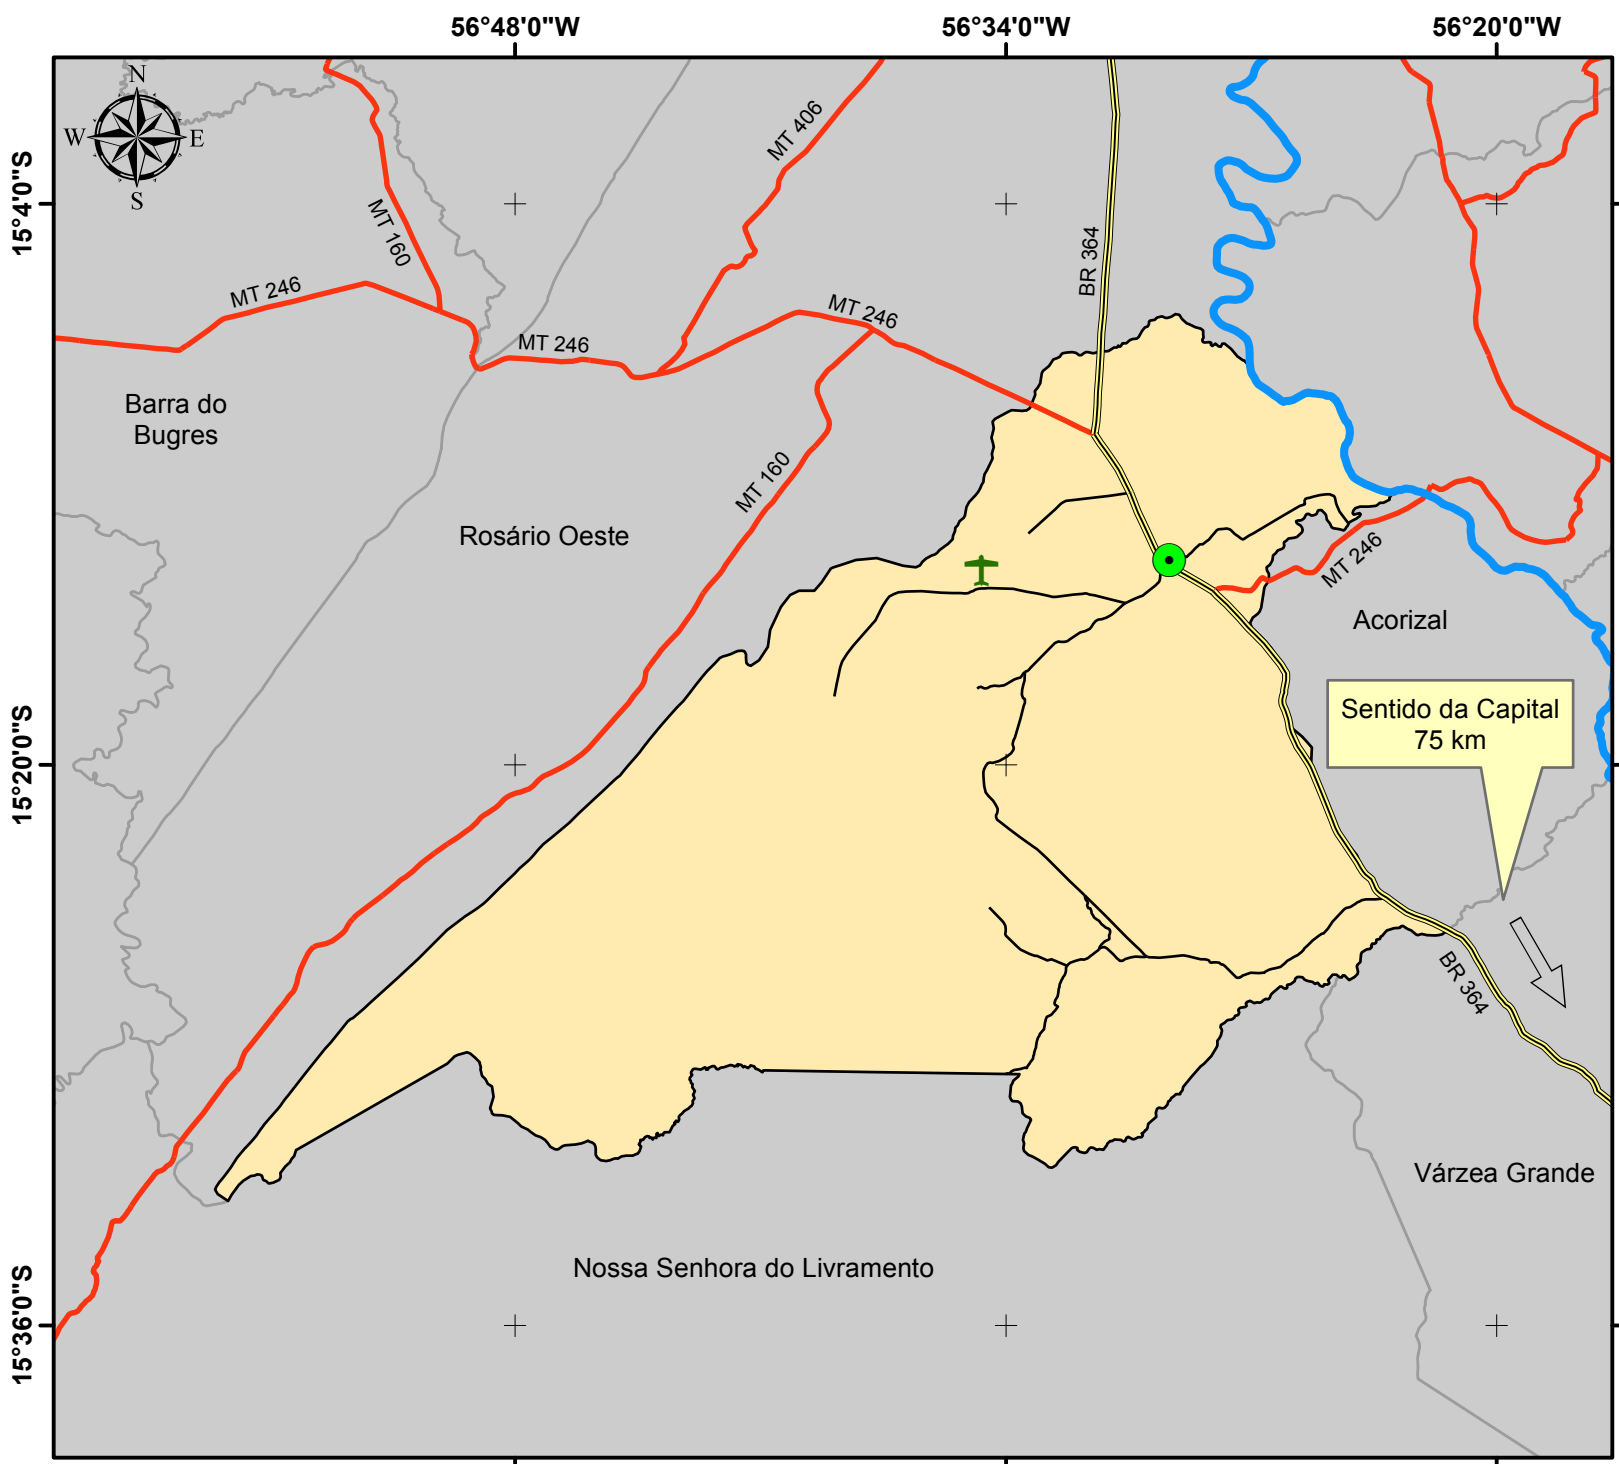 56°48'0"W
56°34'0"W
56°20'0"W
N
W
E
S
15°4'0"S
15°20'0"S
15°36'0"S
MT 406
MT 160
MT 246
MT 246
MT 246
BR 364
Barra do
Bugres
MT 160
Rosário Oeste
MT 246
Acorizal
Sentido da Capital
75 km
BR 364
Várzea Grande
Nossa Senhora do Livramento